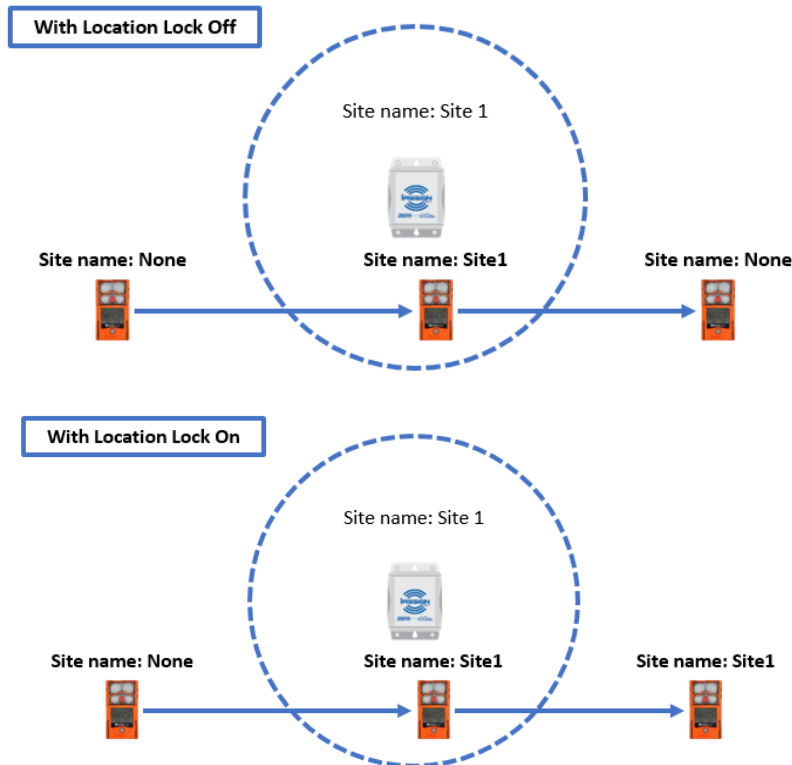 With Location Lock Off
Site name: Site 1
Site name: None
Site name: Site1
Site name: None
With Location Lock On
Site name: Site 1
Site name: None
Site name: Site1
Site name: Site1